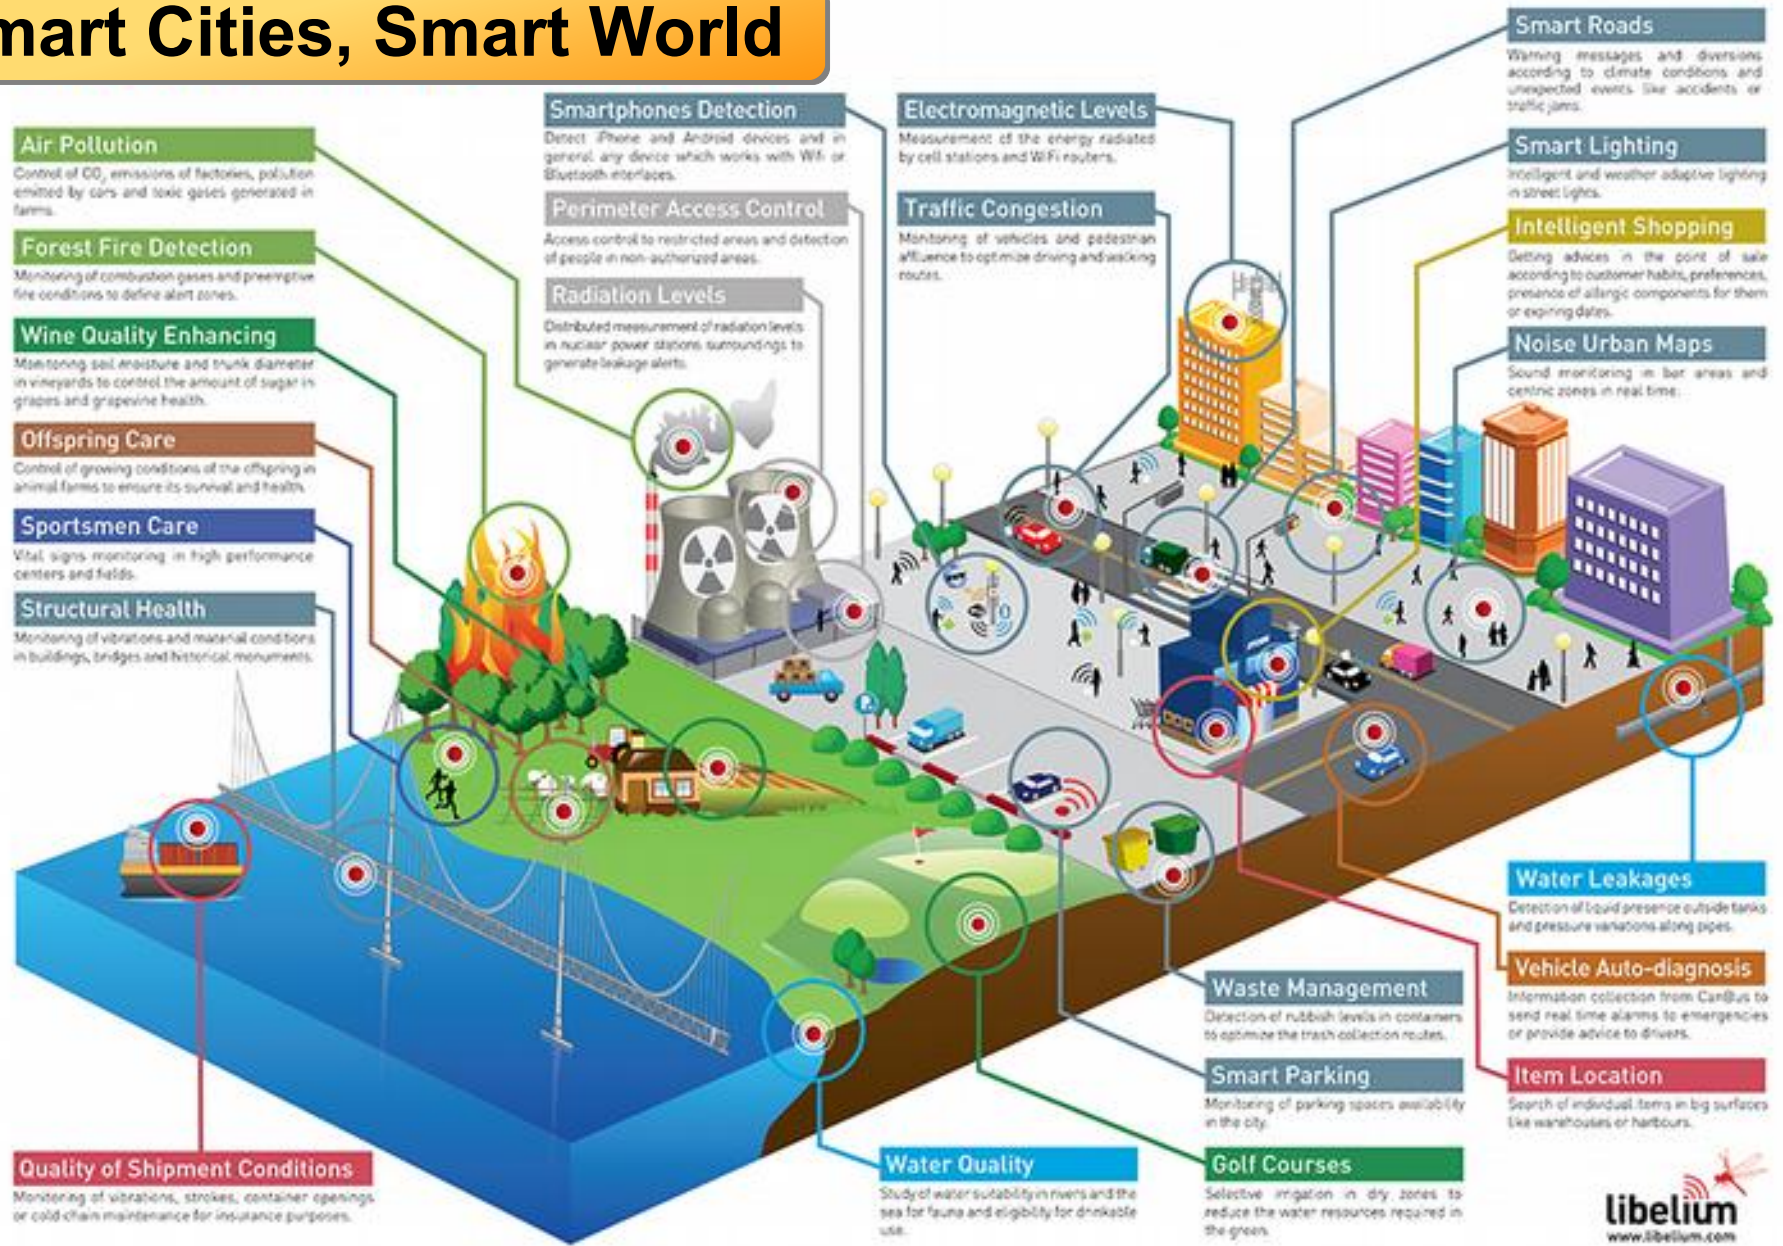 mart Cities, Smart World
Air Pollution
Control of CO₂ emissions of factories, pollution
emitted by cars and toxic gases generated in
farms.
Forest Fire Detection
Monitoring of combustion gases and preemptive
fire conditions to define alert zones.
Wine Quality Enhancing
Monitoring soil moisture and trunk diameter
in vineyards to control the amount of sugar in
grapes and grapevine health.
Offspring Care
Control of growing conditions of the offspring in
animal farms to ensure its survival and health.
Sportsmen Care
Vital signs monitoring in high performance
centers and fields.
Structural Health
Monitoring of vibrations and material conditions
in buildings, bridges and historical monuments.
Quality of Shipment Conditions
Monitoring of vibrations, strokes, container openings
or cold chain maintenance for insurance purposes.
Smartphones Detection
Detect iPhone and Android devices and in
general any device which works with Wifi or
Bluetooth interfaces.
Perimeter Access Control
Access control to restricted areas and detection
of people in non-authorized areas.
Radiation Levels
Distributed measurement of radiation levels
in nuclear power stations surroundings to
generate leakage alerts.
Electromagnetic Levels
Measurement of the energy radiated
by cell stations and WiFi routers.
Traffic Congestion
Monitoring of vehicles and pedestrian
affluence to optimize driving and walking
routes.
Smart Roads
Warning messages and diversions
according to climate conditions and
unexpected events like accidents or
traffic jams.
Smart Lighting
Intelligent and weather adaptive lighting
in street lights.
Intelligent Shopping
Getting advices in the point of sale
according to customer habits, preferences,
presence of allergic components for them
or expiring dates.
Noise Urban Maps
Sound monitoring in bar areas and
centric zones in real time.
Water Leakages
Detection of liquid presence outside tanks
and pressure variations along pipes.
Vehicle Auto-diagnosis
Information collection from CanBus to
send real time alarms to emergencies
or provide advice to drivers.
Item Location
Search of individual items in big surfaces
like warehouses or harbours.
Waste Management
Detection of rubbish levels in containers
to optimize the trash collection routes.
Smart Parking
Monitoring of parking spaces availability
in the city.
Golf Courses
Selective irrigation in dry zones to
reduce the water resources required in
the green.
Water Quality
Study of water suitability in rivers and the
sea for fauna and eligibility for drinkable
use.
P
libelium
www.libelium.com